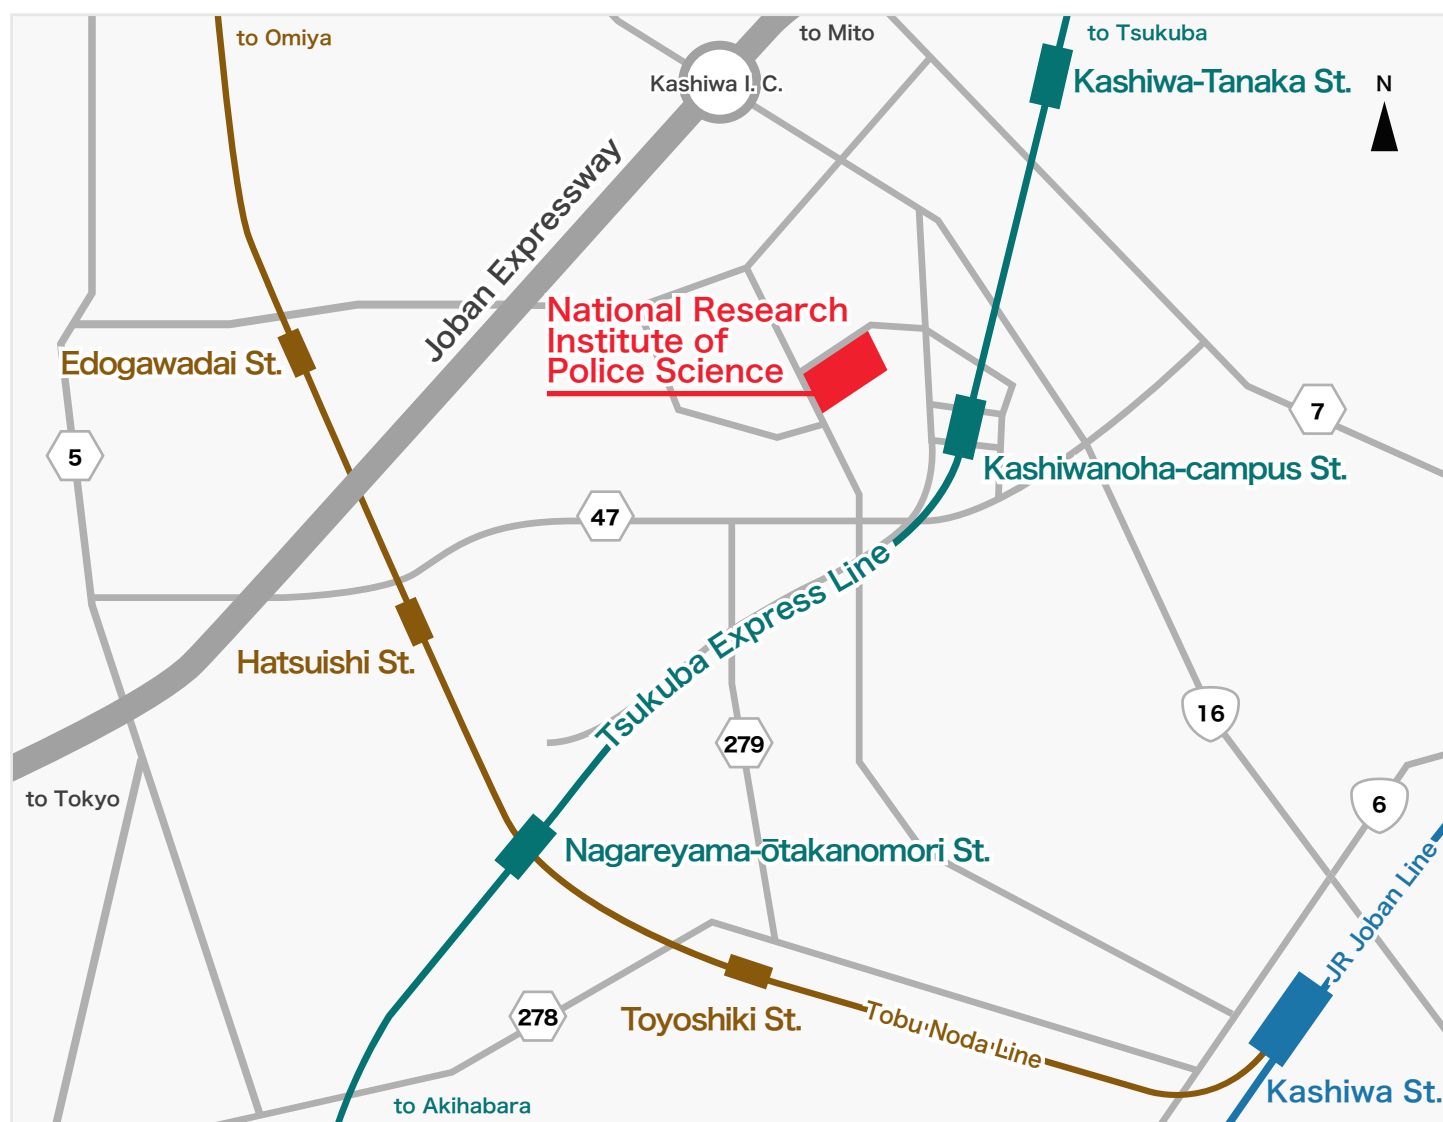 to Omiya
to Mito
to Tsukuba
Kashiwa I. C.
Kashiwa-Tanaka St.
N
Joban Expressway
National Research
Institute of
Police Science
Edogawadai St.
7
5
Kashiwanoha-campus St.
47
Tsukuba Express Line
Hatsuishi St.
16
279
to Tokyo
6
Nagareyama-ōtakanomori St.
JR Joban Line
278
Toyoshiki St.
Tobu Noda Line
Kashiwa St.
to Akihabara